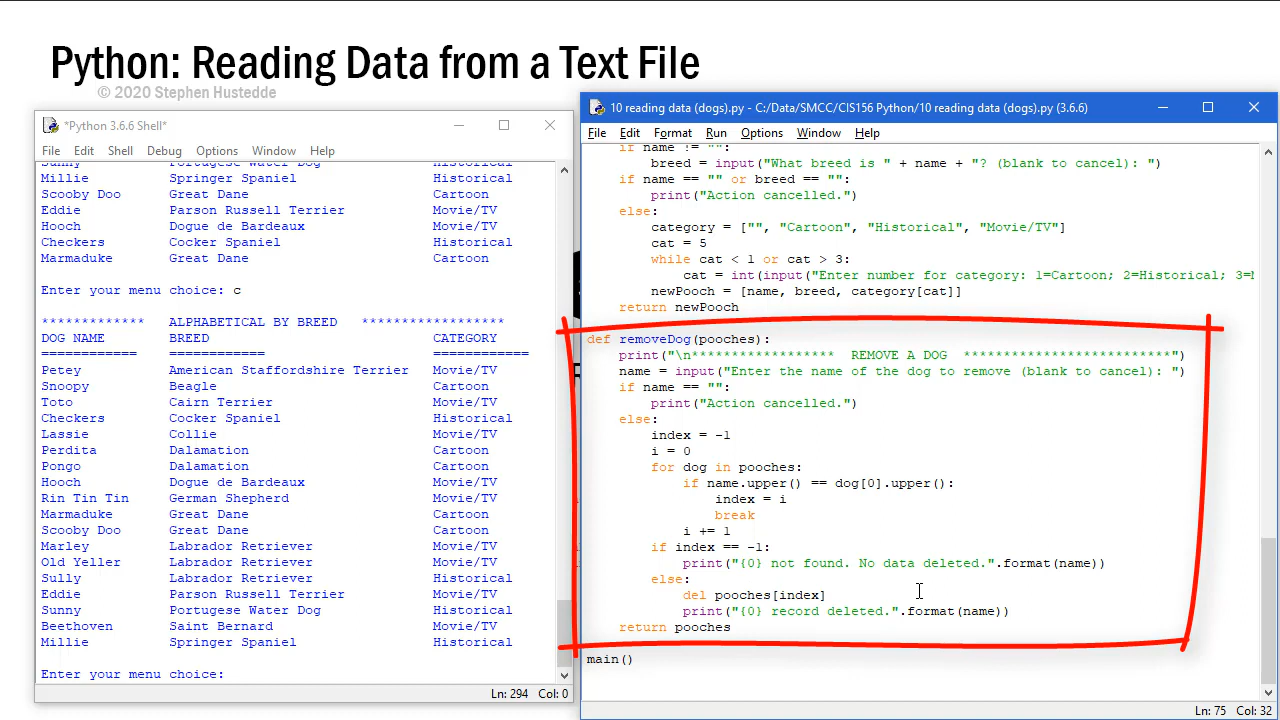 Python: Reading Data from a Text File
© 2020 Stephen Hustedde
*Python 3.6.6 Shell*
File Edit Shell Debug Options Window Help
Sunny Portuguese Water Dog Historical
Millie Springer Spaniel Historical
Scooby Doo Great Dane Cartoon
Eddie Parson Russell Terrier Movie/TV
Hooch Dogue de Bordeaux Movie/TV
Checkers Cocker Spaniel Historical
Marmaduke Great Dane Cartoon
Enter your menu choice: c
************* ALPHABETICAL BY BREED ******************
DOG NAME BREED CATEGORY
============ ============ ============
Petey American Staffordshire Terrier Movie/TV
Snoopy Beagle Cartoon
Toto Cairn Terrier Movie/TV
Checkers Cocker Spaniel Historical
Lassie Collie Movie/TV
Perdita Dalamation Cartoon
Pongo Dalamation Cartoon
Hooch Dogue de Bordeaux Movie/TV
Rin Tin Tin German Shepherd Movie/TV
Marmaduke Great Dane Cartoon
Scooby Doo Great Dane Cartoon
Marley Labrador Retriever Movie/TV
Old Yeller Labrador Retriever Movie/TV
Sully Labrador Retriever Historical
Eddie Parson Russell Terrier Movie/TV
Sunny Portuguese Water Dog Historical
Beethoven Saint Bernard Movie/TV
Millie Springer Spaniel Historical
Enter your menu choice:
Ln: 294 Col: 0
10 reading data (dogs).py - C:/Data/SMCC/CIS156 Python/10 reading data (dogs).py (3.6.6)
File Edit Format Run Options Window Help
if name != "":
breed = input("What breed is " + name + "? (blank to cancel): ")
if name == "" or breed == "":
print("Action cancelled.")
else:
category = ["", "Cartoon", "Historical", "Movie/TV"]
cat = 5
while cat < 1 or cat > 3:
cat = int(input("Enter number for category: 1=Cartoon; 2=Historical; 3=M
newPooch = [name, breed, category[cat]]
return newPooch
def removeDog(pooches):
print("\n****************** REMOVE A DOG **************************")
name = input("Enter the name of the dog to remove (blank to cancel): ")
if name == "":
print("Action cancelled.")
else:
index = -1
i = 0
for dog in pooches:
if name.upper() == dog[0].upper():
index = i
break
i += 1
if index == -1:
print("{0} not found. No data deleted.".format(name))
else:
del pooches[index]
print("{0} record deleted.".format(name))
return pooches
main()
Ln: 75 Col: 32